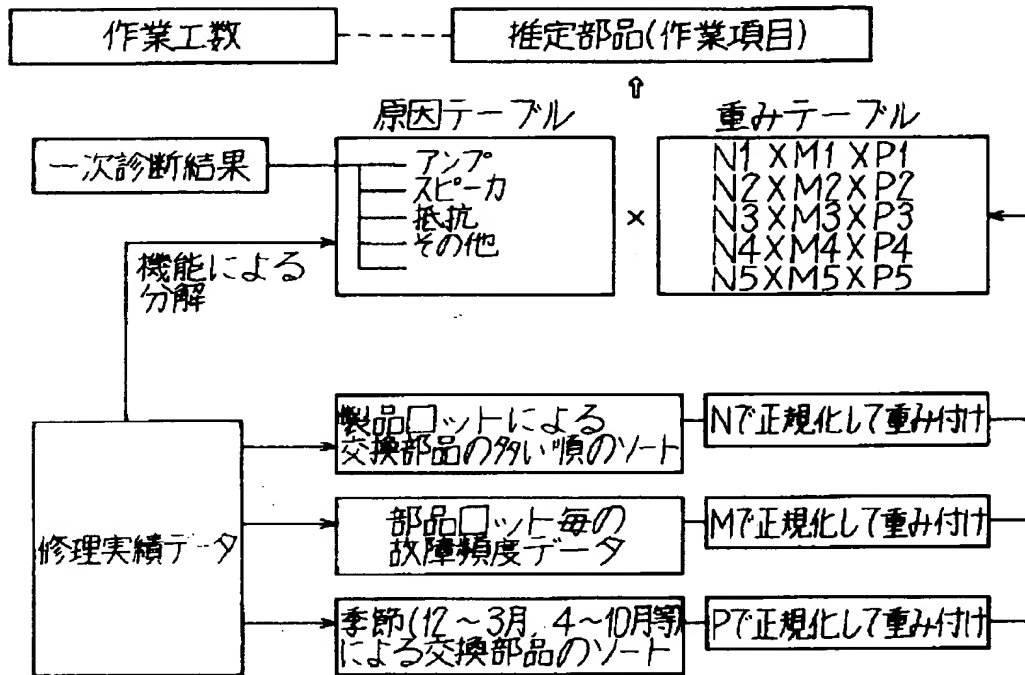 作業工数
推定部品(作業項目)
⇧
原因テーブル
重みテーブル
一次診断結果
アンプ
スピーカ
抵抗
その他
×
N1×M1×P1
N2×M2×P2
N3×M3×P3
N4×M4×P4
N5×M5×P5
機能による
分解
修理実績データ
製品ロットによる
交換部品の多い順のソート
Nで正規化して重み付け
部品ロット毎の
故障頻度データ
Mで正規化して重み付け
季節(12〜3月, 4〜10月等)
による交換部品のソート
Pで正規化して重み付け